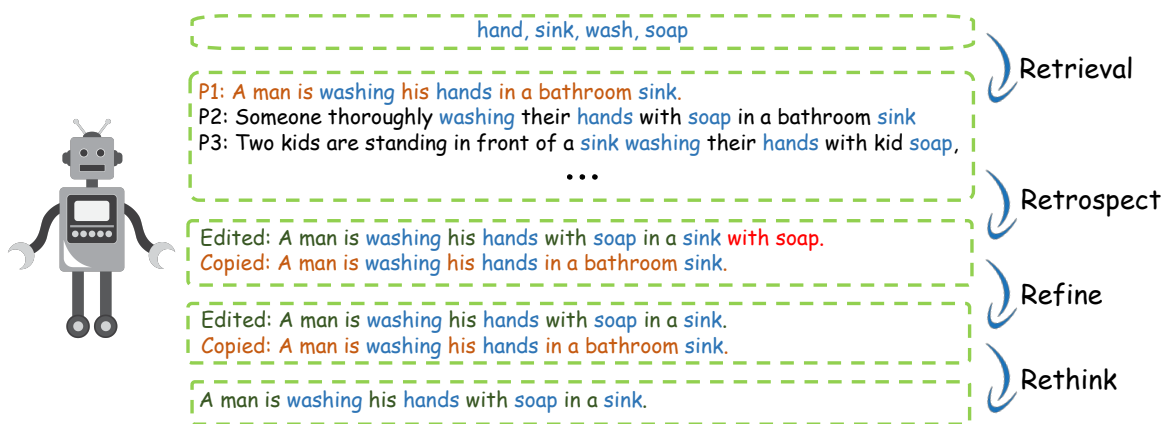 hand, sink, wash, soap
Retrieval
P1: A man is washing his hands in a bathroom sink.
P2: Someone thoroughly washing their hands with soap in a bathroom sink
P3: Two kids are standing in front of a sink washing their hands with kid soap,
...
Retrospect
Edited: A man is washing his hands with soap in a sink with soap.
Copied: A man is washing his hands in a bathroom sink.
Refine
Edited: A man is washing his hands with soap in a sink.
Copied: A man is washing his hands in a bathroom sink.
Rethink
A man is washing his hands with soap in a sink.